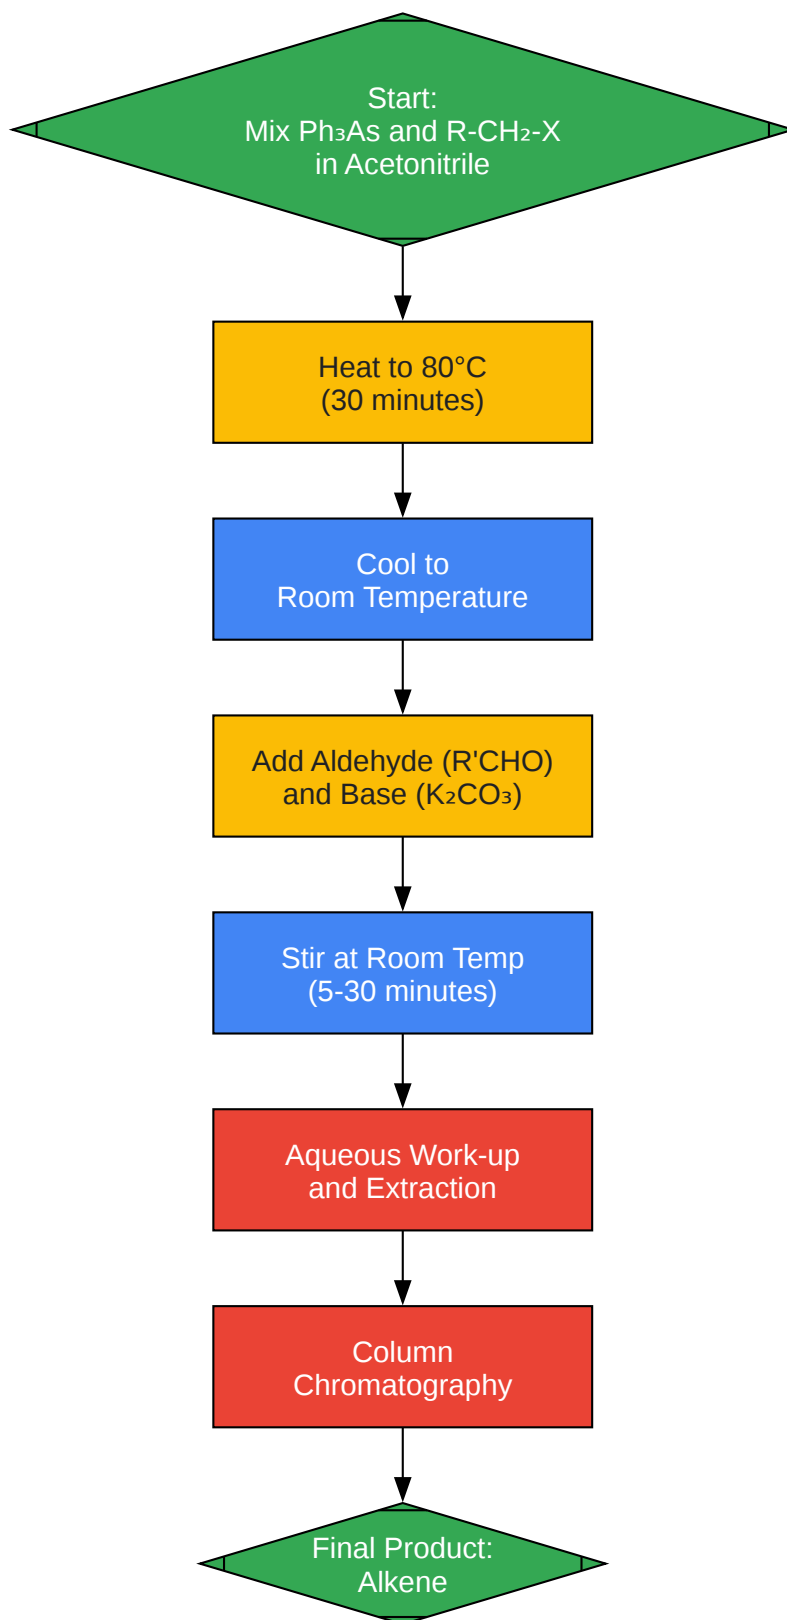 Start:
Mix Ph₃As and R-CH₂-X
in Acetonitrile
Heat to 80°C
(30 minutes)
Cool to
Room Temperature
Add Aldehyde (R'CHO)
and Base (K₂CO₃)
Stir at Room Temp
(5-30 minutes)
Aqueous Work-up
and Extraction
Column
Chromatography
Final Product:
Alkene